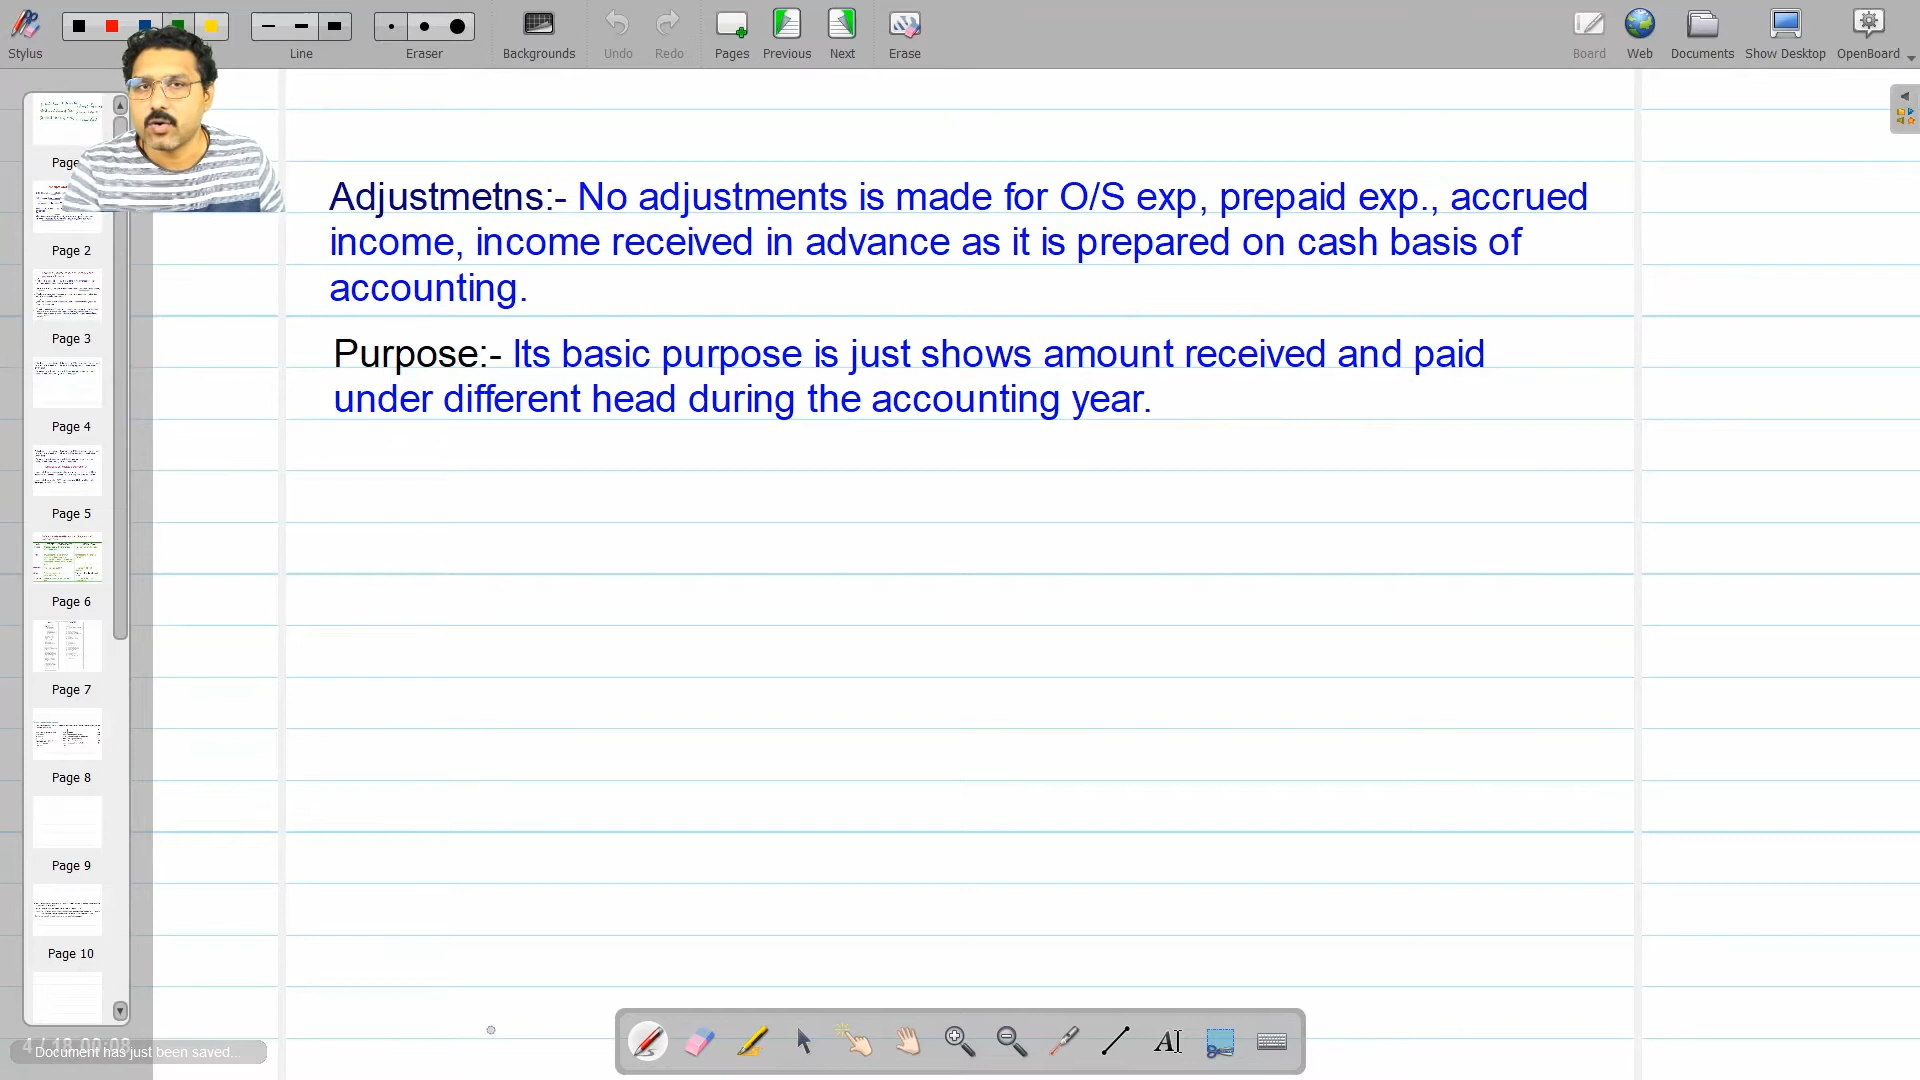 Stylus
Line
Eraser
Backgrounds
Undo
Redo
Pages
Previous
Next
Erase
Board
Web
Documents
Show Desktop
OpenBoard
Adjustmetns:- No adjustments is made for O/S exp, prepaid exp., accrued
income, income received in advance as it is prepared on cash basis of
accounting.
Purpose:- Its basic purpose is just shows amount received and paid
under different head during the accounting year.
Page 2
Page 3
Page 4
Page 5
Page 6
Page 7
Page 8
Page 9
Page 10
Document has just been saved...